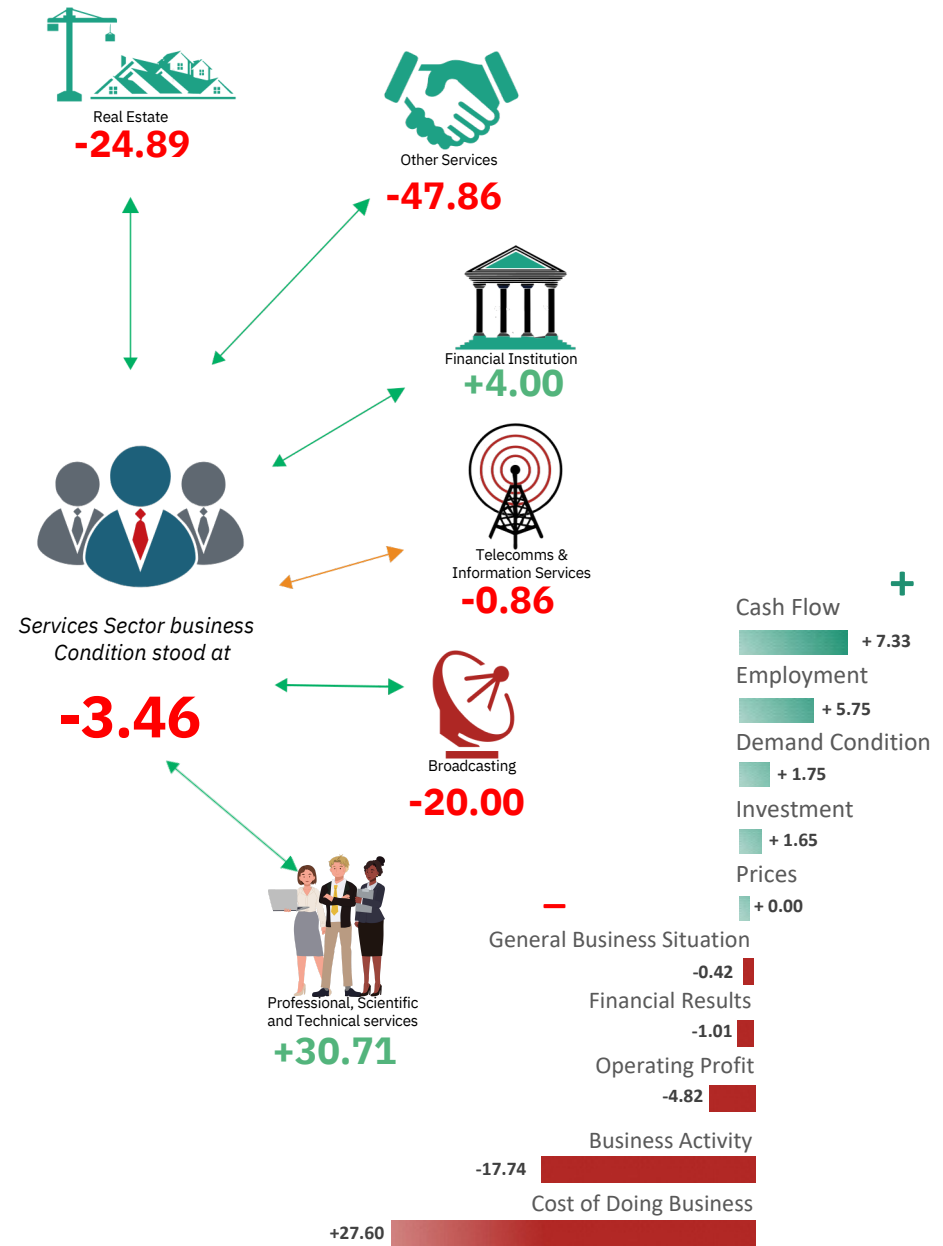 Real Estate
-24.89
Other Services
-47.86
Financial Institution
+4.00
Telecomms &
Information Services
-0.86
Services Sector business
Condition stood at
-3.46
Broadcasting
-20.00
Professional, Scientific
and Technical services
+30.71
+
Cash Flow
+ 7.33
Employment
+ 5.75
Demand Condition
+ 1.75
Investment
+ 1.65
Prices
+ 0.00
–
General Business Situation
-0.42
Financial Results
-1.01
Operating Profit
-4.82
Business Activity
-17.74
Cost of Doing Business
+27.60